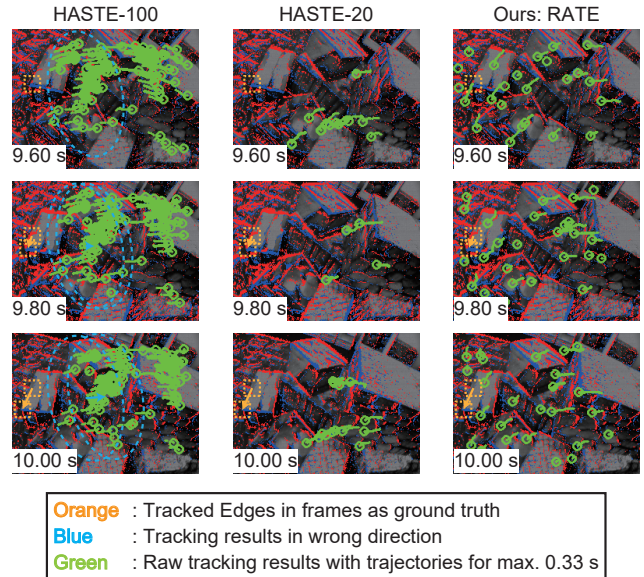 HASTE-100 HASTE-20 Ours: RATE
9.60 s 9.60 s 9.60 s
9.80 s 9.80 s 9.80 s
10.00 s 10.00 s 10.00 s
Orange : Tracked Edges in frames as ground truth
Blue : Tracking results in wrong direction
Green : Raw tracking results with trajectories for max. 0.33 s